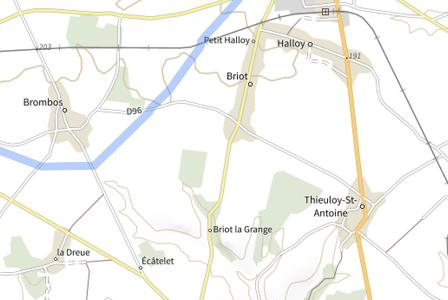 Petit Halloy
Halloy
203
191
Briot
Brombos
D96
Thieuloy-St-
Antoine
Briot la Grange
la Dreue
Écâtelet